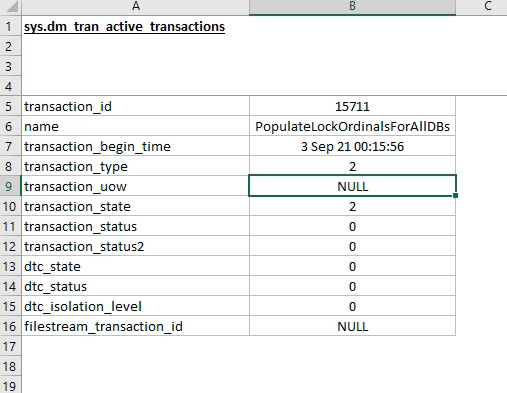 A B C
1 sys.dm_tran_active_transactions
2
3
4
5 transaction_id 15711
6 name PopulateLockOrdinalsForAllDBs
7 transaction_begin_time 3 Sep 21 00:15:56
8 transaction_type 2
9 transaction_uow NULL
10 transaction_state 2
11 transaction_status 0
12 transaction_status2 0
13 dtc_state 0
14 dtc_status 0
15 dtc_isolation_level 0
16 filestream_transaction_id NULL
17
18
19